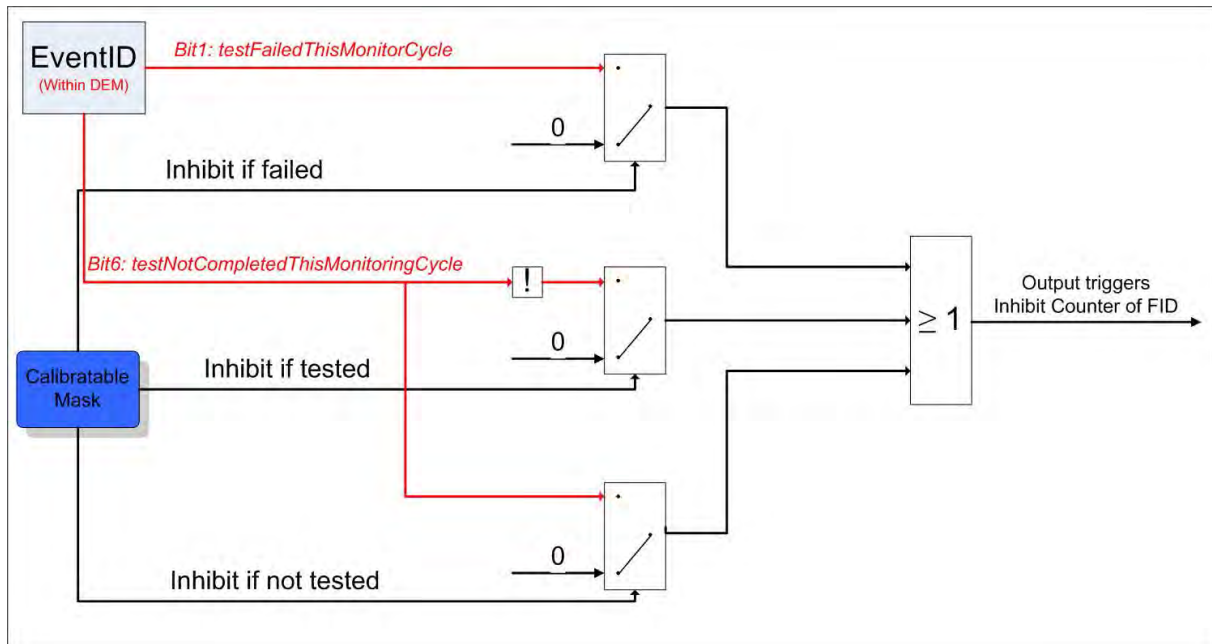 EventID
(Within DEM)
Bit1: testFailedThisMonitorCycle
0
Inhibit if failed
Bit6: testNotCompletedThisMonitoringCycle
!
0
Inhibit if tested
Calibratable
Mask
0
Inhibit if not tested
≥ 1
Output triggers
Inhibit Counter of FID